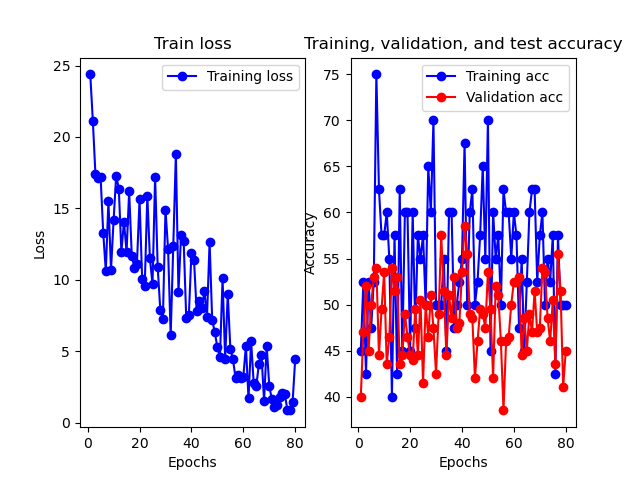 Train loss
Training loss
Loss
25
20
15
10
5
0
0
20
40
60
80
Epochs
Training, validation, and test accuracy
Training acc
Validation acc
Accuracy
75
70
65
60
55
50
45
40
0
20
40
60
80
Epochs